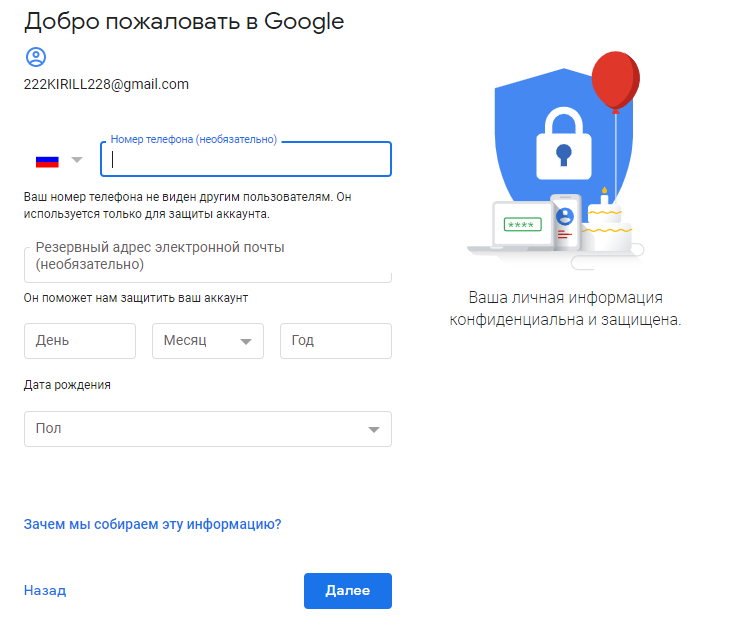 Добро пожаловать в Google
222KIRILL228@gmail.com
Номер телефона (необязательно)
Ваш номер телефона не виден другим пользователям. Он
используется только для защиты аккаунта.
Резервный адрес электронной почты
(необязательно)
Он поможет нам защитить ваш аккаунт
День
Месяц
Год
Дата рождения
Пол
Зачем мы собираем эту информацию?
Назад
Далее
****
Ваша личная информация
конфиденциальна и защищена.